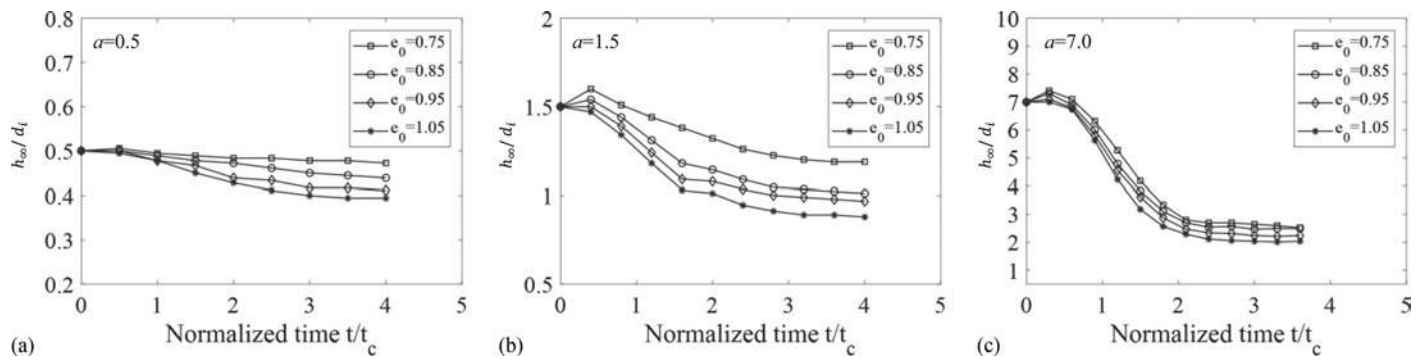 a=0.5
0.8
0.7
0.6
0.5
0.4
0.3
0.2
h∞/ di
0 1 2 3 4 5
Normalized time t/tc
e0=0.75
e0=0.85
e0=0.95
e0=1.05
(a)
a=1.5
2
1.5
1
0.5
h∞/ di
0 1 2 3 4 5
Normalized time t/tc
e0=0.75
e0=0.85
e0=0.95
e0=1.05
(b)
a=7.0
10
9
8
7
6
5
4
3
2
1
h∞/ di
0 1 2 3 4 5
Normalized time t/tc
e0=0.75
e0=0.85
e0=0.95
e0=1.05
(c)